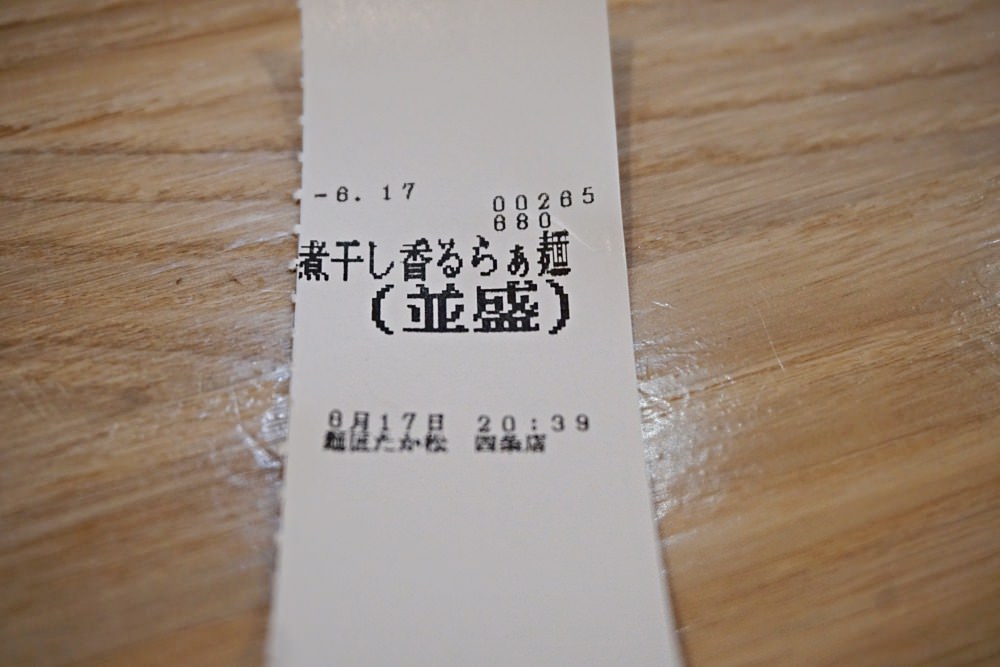 -6.17 00265
680
煮干し香るらぁ麺
(並盛)
6月17日 20:39
麺匠たか松 四条店